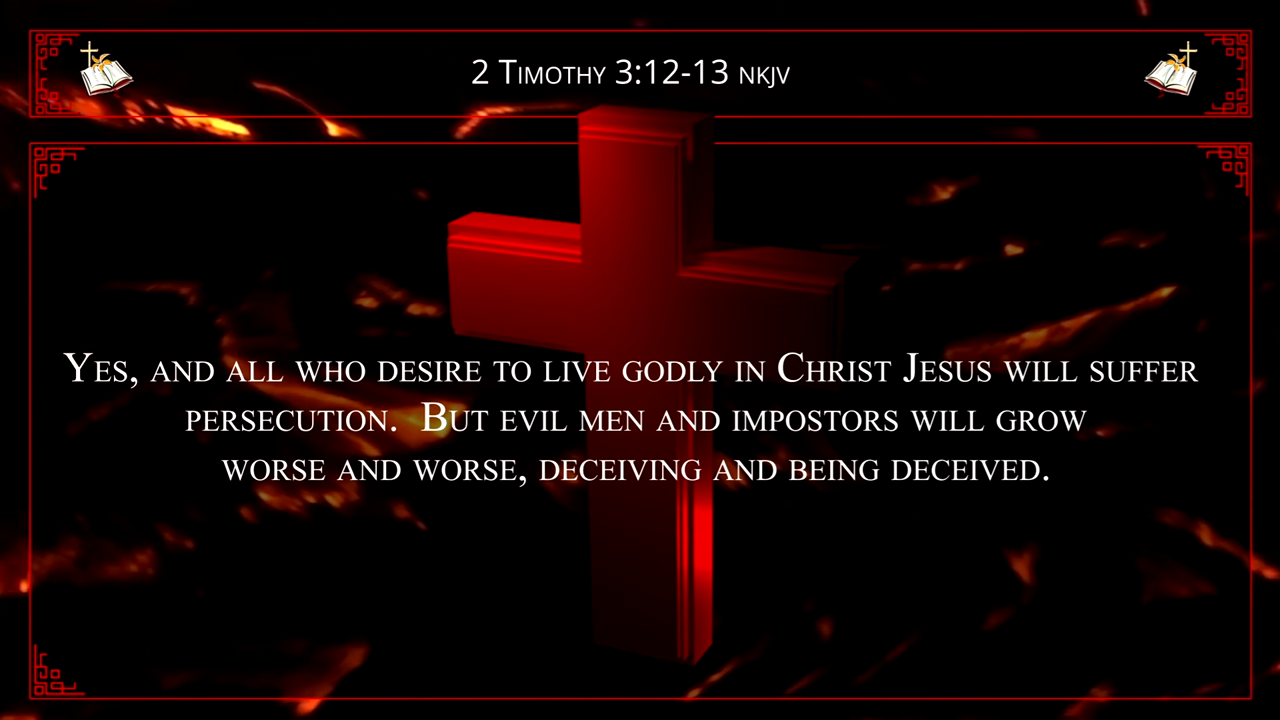 2 Timothy 3:12-13 NKJV
Yes, and all who desire to live godly in Christ Jesus will suffer
persecution.  But evil men and impostors will grow
worse and worse, deceiving and being deceived.